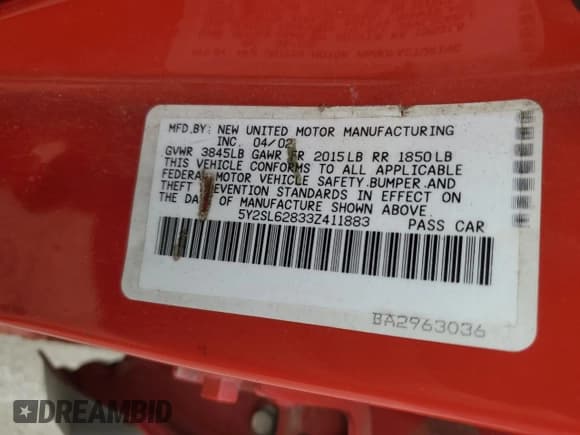 MFD.BY: NEW UNITED MOTOR MANUFACTURING
INC. 04/02
GVWR 3845LB GAWR FR 2015LB RR 1850LB
THIS VEHICLE CONFORMS TO ALL APPLICABLE
FEDERAL MOTOR VEHICLE SAFETY.BUMPER.AND
THEFT PREVENTION STANDARDS IN EFFECT ON
THE DATE OF MANUFACTURE SHOWN ABOVE.
5Y2SL62833Z411883 PASS CAR
BA2963036
DREAMBID